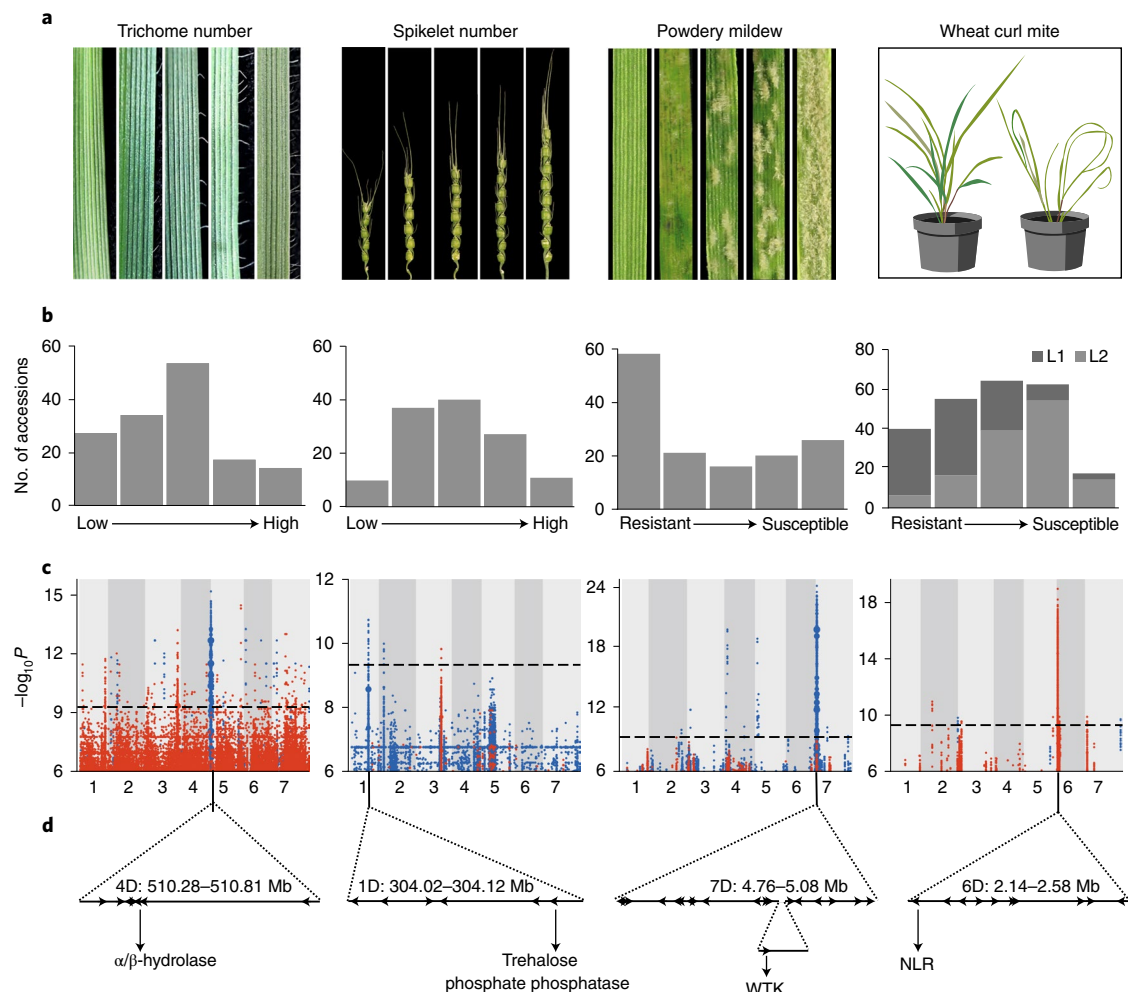 a
Trichome number
Spikelet number
Powdery mildew
Wheat curl mite
b
No. of accessions
60
40
20
0
Low
High
60
40
20
0
Low
High
60
40
20
0
Resistant
Susceptible
80
60
40
20
0
L1
L2
Resistant
Susceptible
c
–log10P
15
12
9
6
1 2 3 4 5 6 7
12
10
8
6
1 2 3 4 5 6 7
24
18
12
6
1 2 3 4 5 6 7
18
14
10
6
1 2 3 4 5 6 7
d
4D: 510.28–510.81 Mb
α/β-hydrolase
1D: 304.02–304.12 Mb
Trehalose
phosphate phosphatase
7D: 4.76–5.08 Mb
WTK
6D: 2.14–2.58 Mb
NLR